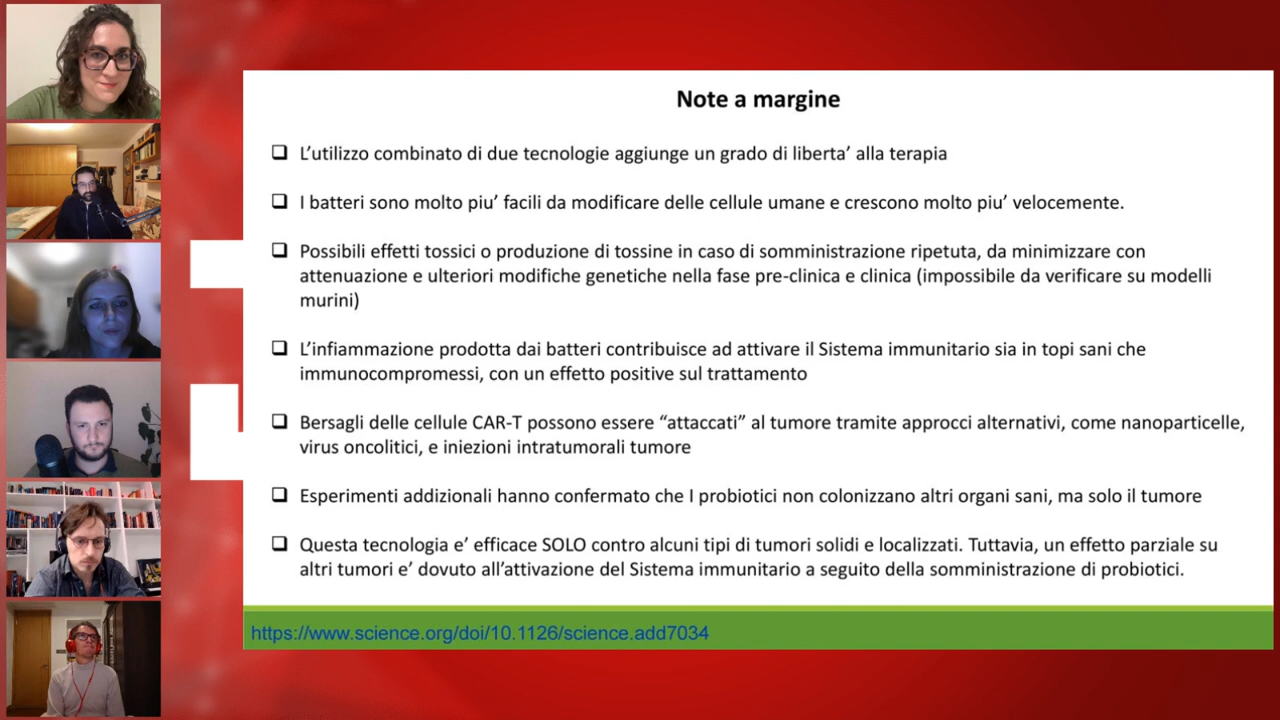 Note a margine
❑ L’utilizzo combinato di due tecnologie aggiunge un grado di liberta’ alla terapia
❑ I batteri sono molto piu’ facili da modificare delle cellule umane e crescono molto piu’ velocemente.
❑ Possibili effetti tossici o produzione di tossine in caso di somministrazione ripetuta, da minimizzare con
attenuazione e ulteriori modifiche genetiche nella fase pre-clinica e clinica (impossibile da verificare su modelli
murini)
❑ L’infiammazione prodotta dai batteri contribuisce ad attivare il Sistema immunitario sia in topi sani che
immunocompromessi, con un effetto positive sul trattamento
❑ Bersagli delle cellule CAR-T possono essere “attaccati” al tumore tramite approcci alternativi, come nanoparticelle,
virus oncolitici, e iniezioni intratumorali tumore
❑ Esperimenti addizionali hanno confermato che I probiotici non colonizzano altri organi sani, ma solo il tumore
❑ Questa tecnologia e’ efficace SOLO contro alcuni tipi di tumori solidi e localizzati. Tuttavia, un effetto parziale su
altri tumori e’ dovuto all’attivazione del Sistema immunitario a seguito della somministrazione di probiotici.
https://www.science.org/doi/10.1126/science.add7034